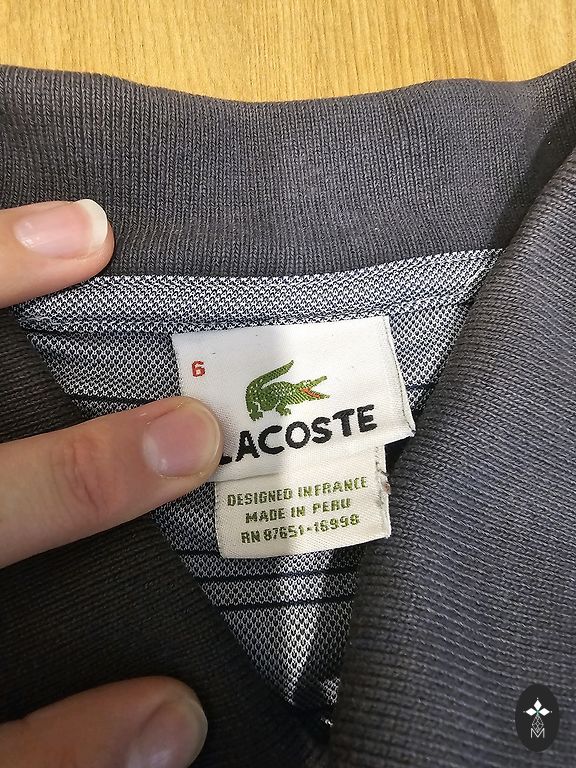 6
LACOSTE
DESIGNED IN FRANCE
MADE IN PERU
RN 87651-16998
M